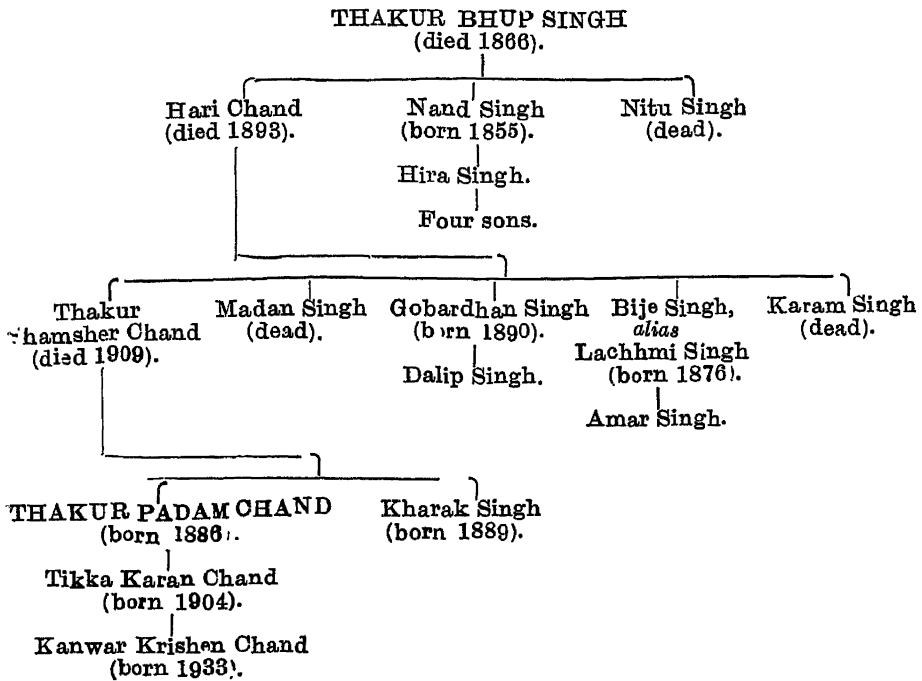 THAKUR BHUP SINGH
(died 1866).
Hari Chand
(died 1893).
Nand Singh
(born 1855).
Nitu Singh
(dead).
Hira Singh.
Four sons.
Thakur
hamsher Chand
(died 1909).
Madan Singh
(dead).
Gobardhan Singh
(born 1890).
Dalip Singh.
Bije Singh,
alias
Lachhmi Singh
(born 1876).
Amar Singh.
Karam Singh
(dead).
THAKUR PADAM CHAND
(born 1886).
Kharak Singh
(born 1889).
Tikka Karan Chand
(born 1904).
Kanwar Krishen Chand
(born 1933).